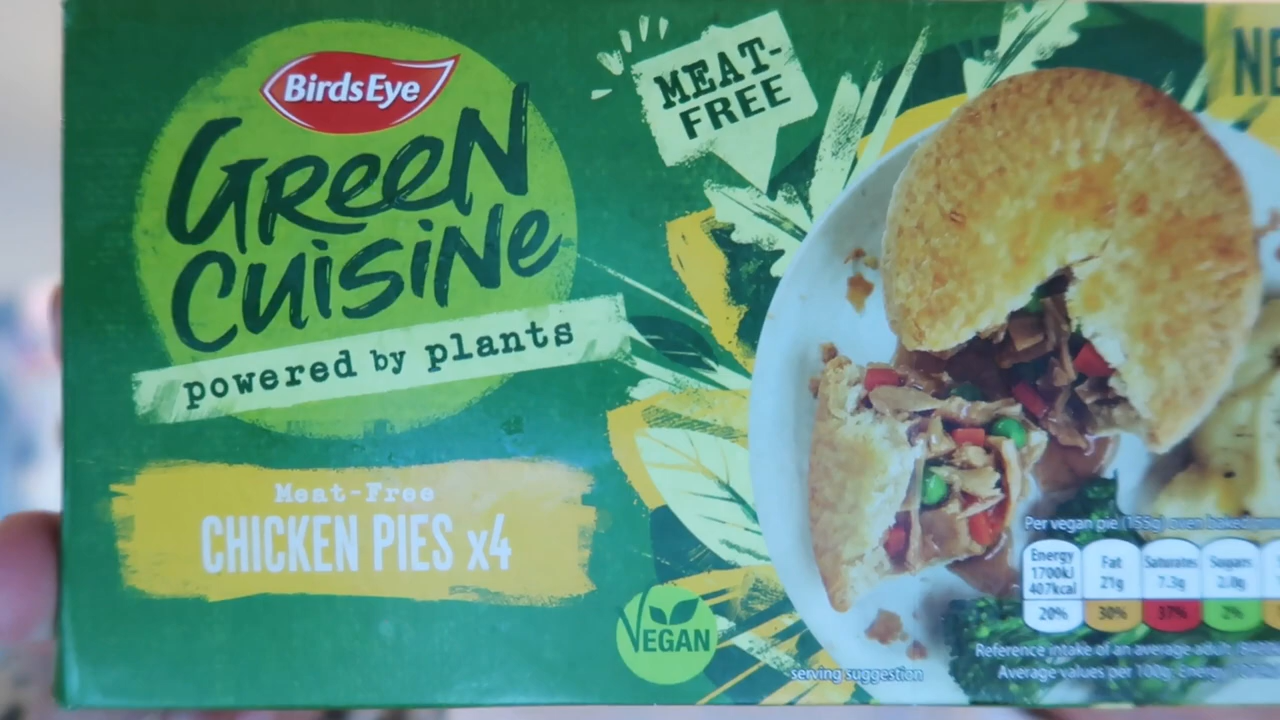 BirdsEye
GReeN
CUiSiNe
powered by plants
MEAT-
FREE
NE
Meat-Free
CHICKEN PIES x4
VEGAN
serving suggestion
Per vegan pie (155g) oven baked
Energy
1700kJ
407kcal
20%
Fat
21g
30%
Saturates
7.3g
37%
Sugars
2.0g
2%
Reference intake of an average adult
Average values per 100g: Energy